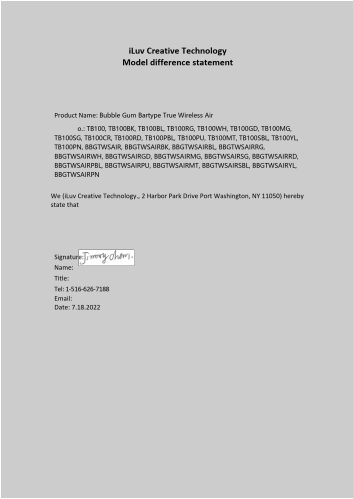 iLuv Creative Technology
Model difference statement
Product Name: Bubble Gum Bartype True Wireless Air
o.: TB100, TB100BK, TB100BL, TB100RG, TB100WH, TB100GD, TB100MG,
TB100SG, TB100CR, TB100RD, TB100PBL, TB100PU, TB100MT, TB100SBL, TB100YL,
TB100PN, BBGTWSAIR, BBGTWSAIRBK, BBGTWSAIRBL, BBGTWSAIRRG,
BBGTWSAIRWH, BBGTWSAIRGD, BBGTWSAIRMG, BBGTWSAIRSG, BBGTWSAIRRD,
BBGTWSAIRPBL, BBGTWSAIRPU, BBGTWSAIRMT, BBGTWSAIRSBL, BBGTWSAIRYL,
BBGTWSAIRPN
We (iLuv Creative Technology., 2 Harbor Park Drive Port Washington, NY 11050) hereby
state that
Signature:
Name:
Title:
Tel: 1-516-626-7188
Email:
Date: 7.18.2022